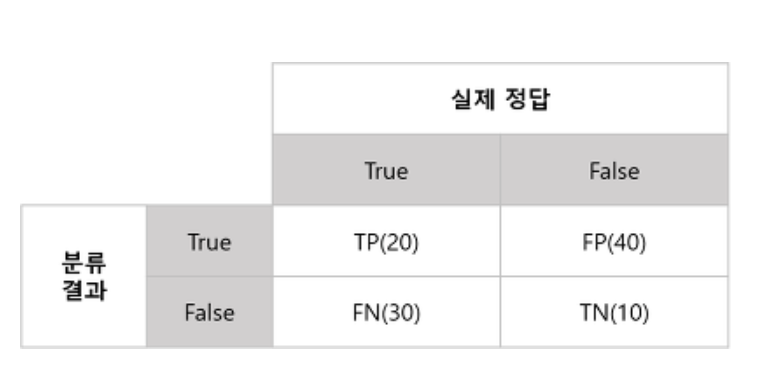 실제 정답
True False
분류
결과
True TP(20) FP(40)
False FN(30) TN(10)